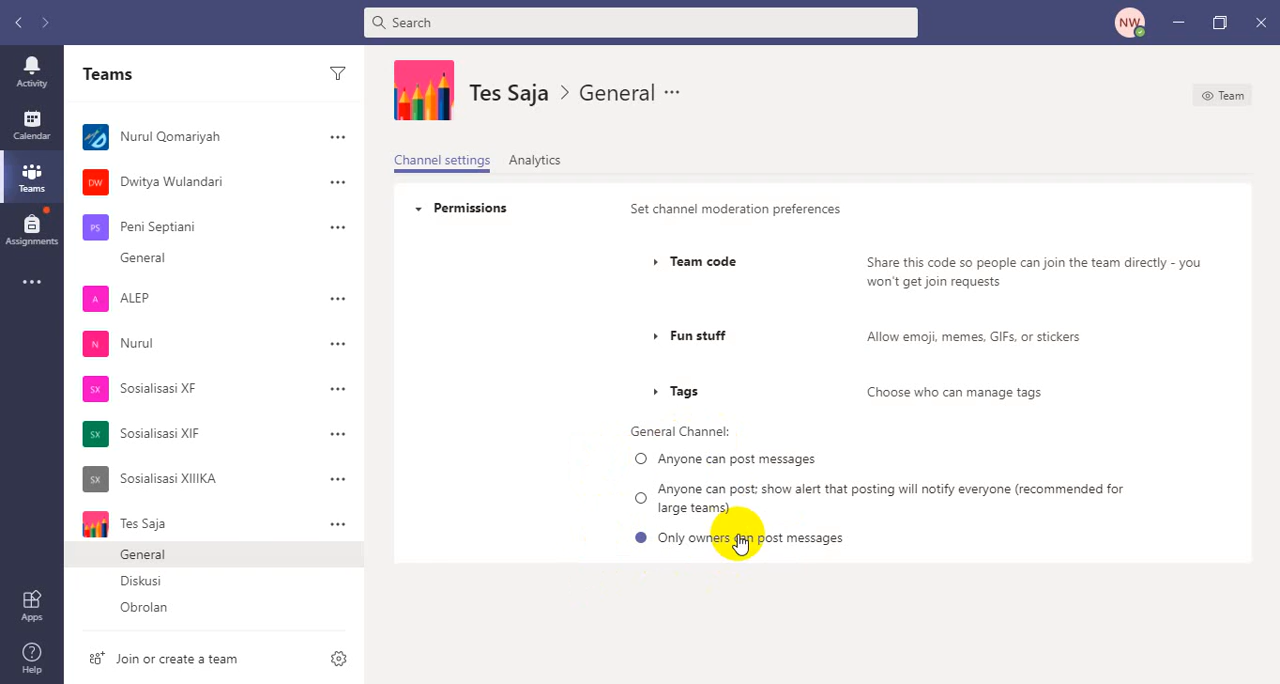 Search
NW
Activity
Calendar
Teams
Assignments
Apps
Help
Teams
Nurul Qomariyah
DW Dwitya Wulandari
PS Peni Septiani
General
A ALEP
N Nurul
SX Sosialisasi XF
SX Sosialisasi XIF
SX Sosialisasi XIIIKA
Tes Saja
General
Diskusi
Obrolan
Join or create a team
Tes Saja > General ...
Team
Channel settings Analytics
Permissions Set channel moderation preferences
Team code Share this code so people can join the team directly - you
won't get join requests
Fun stuff Allow emoji, memes, GIFs, or stickers
Tags Choose who can manage tags
General Channel:
Anyone can post messages
Anyone can post; show alert that posting will notify everyone (recommended for
large teams)
Only owners can post messages